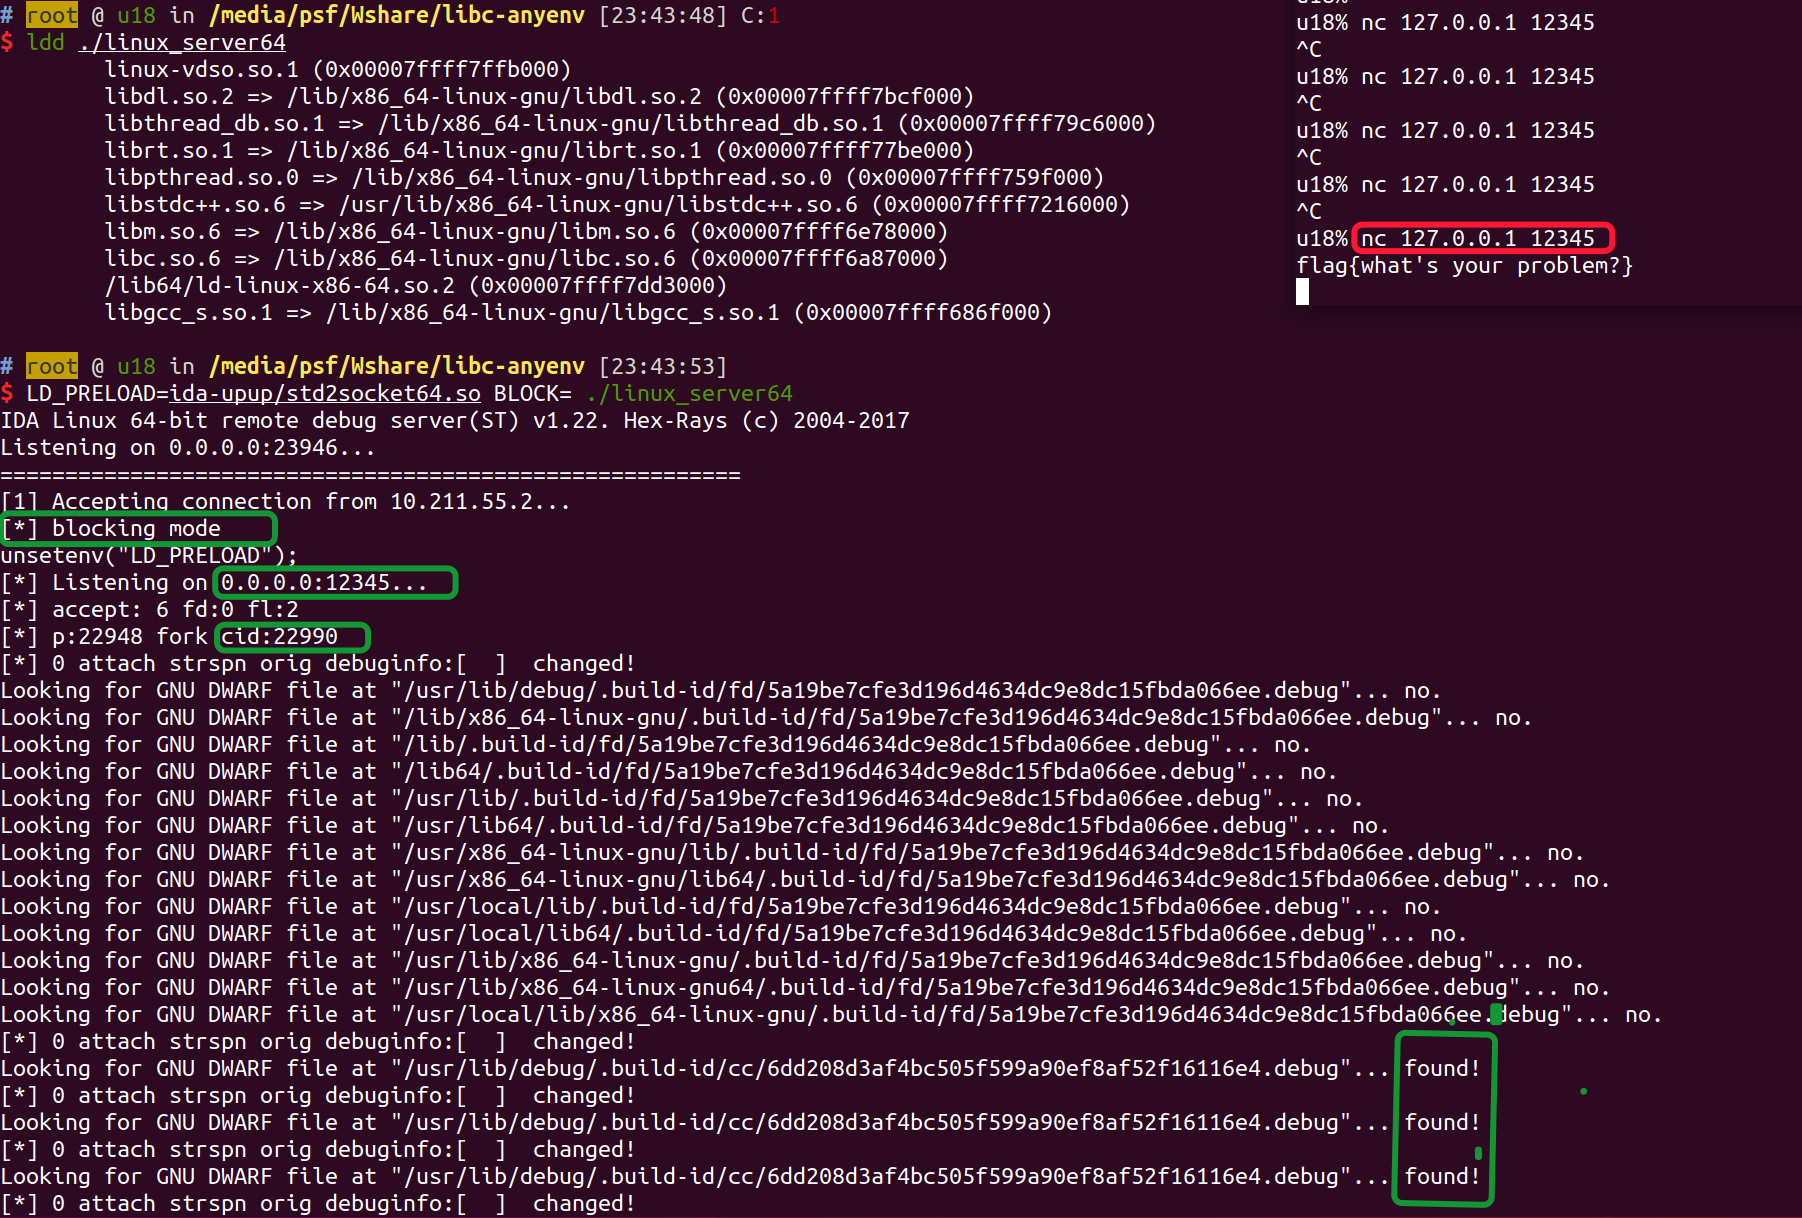 # root @ u18 in /media/psf/Wshare/libc-anyenv [23:43:48] C:1
$ ldd ./linux_server64
linux-vdso.so.1 (0x00007ffff7ffb000)
libdl.so.2 => /lib/x86_64-linux-gnu/libdl.so.2 (0x00007ffff7bcf000)
libthread_db.so.1 => /lib/x86_64-linux-gnu/libthread_db.so.1 (0x00007ffff79c6000)
librt.so.1 => /lib/x86_64-linux-gnu/librt.so.1 (0x00007ffff77be000)
libpthread.so.0 => /lib/x86_64-linux-gnu/libpthread.so.0 (0x00007ffff759f000)
libstdc++.so.6 => /usr/lib/x86_64-linux-gnu/libstdc++.so.6 (0x00007ffff7216000)
libm.so.6 => /lib/x86_64-linux-gnu/libm.so.6 (0x00007ffff6e78000)
libc.so.6 => /lib/x86_64-linux-gnu/libc.so.6 (0x00007ffff6a87000)
/lib64/ld-linux-x86-64.so.2 (0x00007ffff7dd3000)
libgcc_s.so.1 => /lib/x86_64-linux-gnu/libgcc_s.so.1 (0x00007ffff686f000)
# root @ u18 in /media/psf/Wshare/libc-anyenv [23:43:53]
$ LD_PRELOAD=ida-upup/std2socket64.so BLOCK= ./linux_server64
IDA Linux 64-bit remote debug server(ST) v1.22. Hex-Rays (c) 2004-2017
Listening on 0.0.0.0:23946...
=========================================================
[1] Accepting connection from 10.211.55.2...
[*] blocking mode
unsetenv("LD_PRELOAD");
[*] Listening on 0.0.0.0:12345...
[*] accept: 6 fd:0 fl:2
[*] p:22948 fork cid:22990
[*] 0 attach strspn orig debuginfo:[  ]  changed!
Looking for GNU DWARF file at "/usr/lib/debug/.build-id/fd/5a19be7cfe3d196d4634dc9e8dc15fbda066ee.debug"... no.
Looking for GNU DWARF file at "/lib/x86_64-linux-gnu/.build-id/fd/5a19be7cfe3d196d4634dc9e8dc15fbda066ee.debug"... no.
Looking for GNU DWARF file at "/lib/.build-id/fd/5a19be7cfe3d196d4634dc9e8dc15fbda066ee.debug"... no.
Looking for GNU DWARF file at "/lib64/.build-id/fd/5a19be7cfe3d196d4634dc9e8dc15fbda066ee.debug"... no.
Looking for GNU DWARF file at "/usr/lib/.build-id/fd/5a19be7cfe3d196d4634dc9e8dc15fbda066ee.debug"... no.
Looking for GNU DWARF file at "/usr/lib64/.build-id/fd/5a19be7cfe3d196d4634dc9e8dc15fbda066ee.debug"... no.
Looking for GNU DWARF file at "/usr/x86_64-linux-gnu/lib/.build-id/fd/5a19be7cfe3d196d4634dc9e8dc15fbda066ee.debug"... no.
Looking for GNU DWARF file at "/usr/x86_64-linux-gnu/lib64/.build-id/fd/5a19be7cfe3d196d4634dc9e8dc15fbda066ee.debug"... no.
Looking for GNU DWARF file at "/usr/local/lib/.build-id/fd/5a19be7cfe3d196d4634dc9e8dc15fbda066ee.debug"... no.
Looking for GNU DWARF file at "/usr/local/lib64/.build-id/fd/5a19be7cfe3d196d4634dc9e8dc15fbda066ee.debug"... no.
Looking for GNU DWARF file at "/usr/lib/x86_64-linux-gnu/.build-id/fd/5a19be7cfe3d196d4634dc9e8dc15fbda066ee.debug"... no.
Looking for GNU DWARF file at "/usr/lib/x86_64-linux-gnu64/.build-id/fd/5a19be7cfe3d196d4634dc9e8dc15fbda066ee.debug"... no.
Looking for GNU DWARF file at "/usr/local/lib/x86_64-linux-gnu/.build-id/fd/5a19be7cfe3d196d4634dc9e8dc15fbda066ee.debug"... no.
[*] 0 attach strspn orig debuginfo:[  ]  changed!
Looking for GNU DWARF file at "/usr/lib/debug/.build-id/cc/6dd208d3af4bc505f599a90ef8af52f16116e4.debug"... found!
[*] 0 attach strspn orig debuginfo:[  ]  changed!
Looking for GNU DWARF file at "/usr/lib/debug/.build-id/cc/6dd208d3af4bc505f599a90ef8af52f16116e4.debug"... found!
[*] 0 attach strspn orig debuginfo:[  ]  changed!
Looking for GNU DWARF file at "/usr/lib/debug/.build-id/cc/6dd208d3af4bc505f599a90ef8af52f16116e4.debug"... found!
[*] 0 attach strspn orig debuginfo:[  ]  changed!
u18% nc 127.0.0.1 12345
^C
u18% nc 127.0.0.1 12345
^C
u18% nc 127.0.0.1 12345
^C
u18% nc 127.0.0.1 12345
^C
u18% nc 127.0.0.1 12345
flag{what's your problem?}